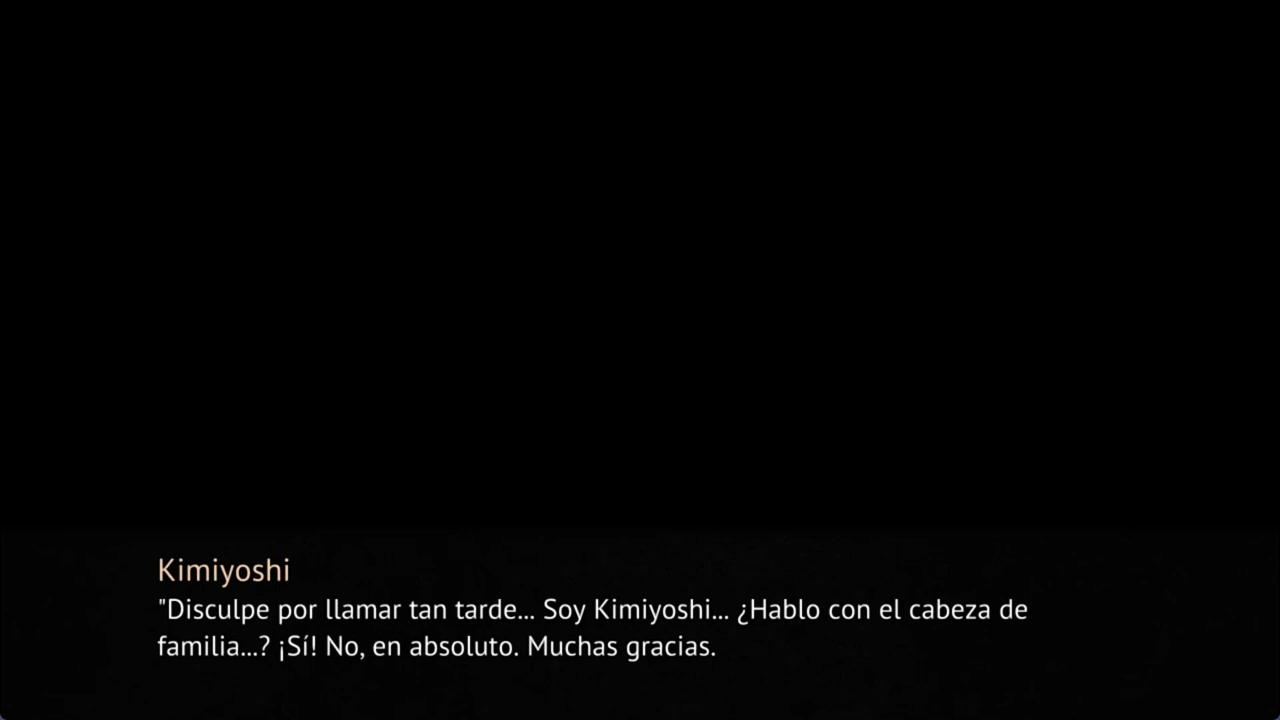 Kimiyoshi
"Disculpe por llamar tan tarde... Soy Kimiyoshi... ¿Hablo con el cabeza de
familia...? ¡Sí! No, en absoluto. Muchas gracias.